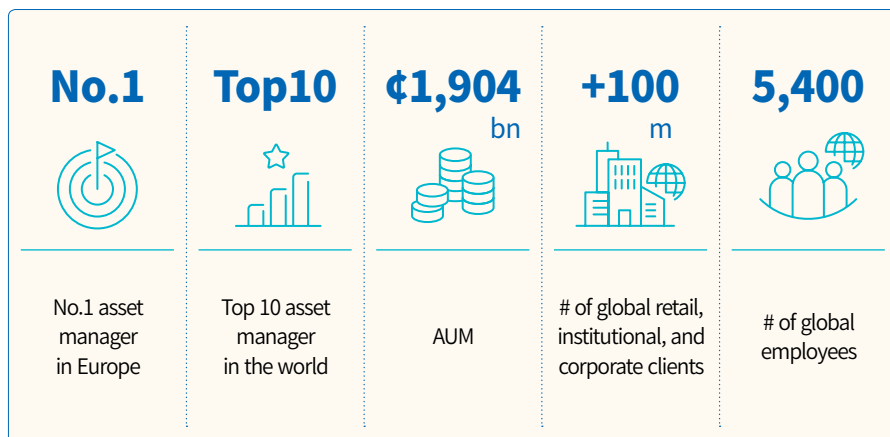 No.1
Top10
¢1,904
bn
+100
m
5,400
No.1 asset
manager
in Europe
Top 10 asset
manager
in the world
AUM
# of global retail,
institutional, and
corporate clients
# of global
employees